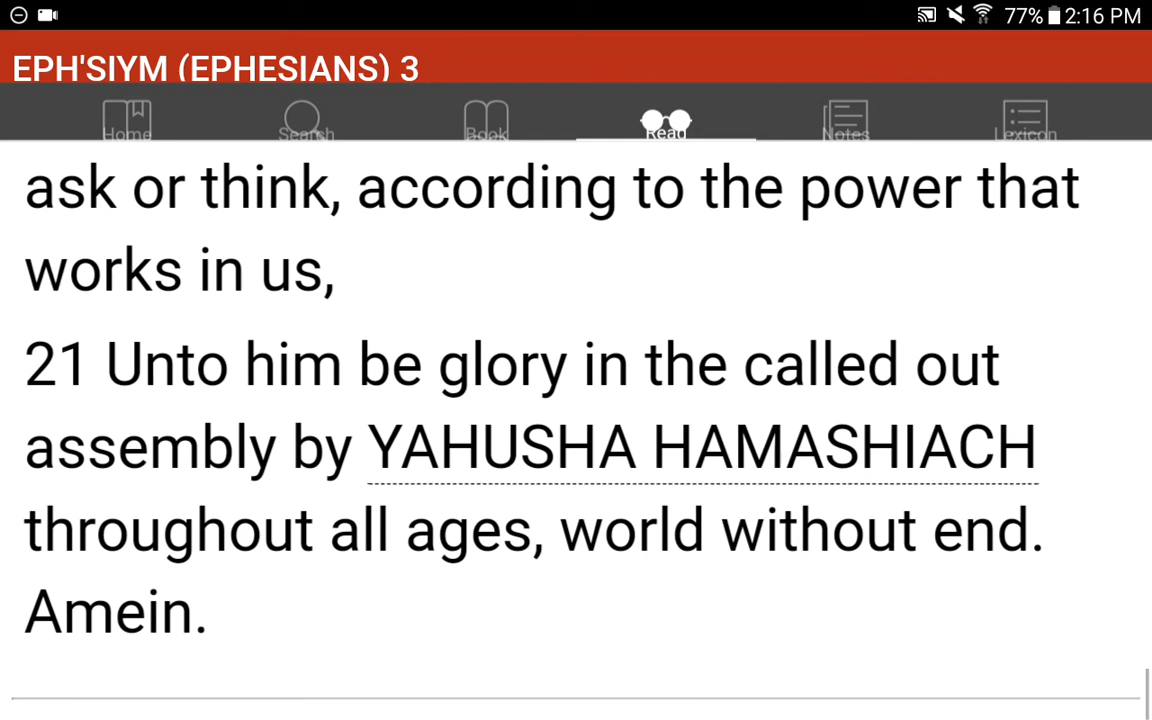 77% 2:16 PM
EPH'SIYM (EPHESIANS) 3
Home Search Book Read Notes Lexicon
ask or think, according to the power that
works in us,
21 Unto him be glory in the called out
assembly by YAHUSHA HAMASHIACH
throughout all ages, world without end.
Amein.